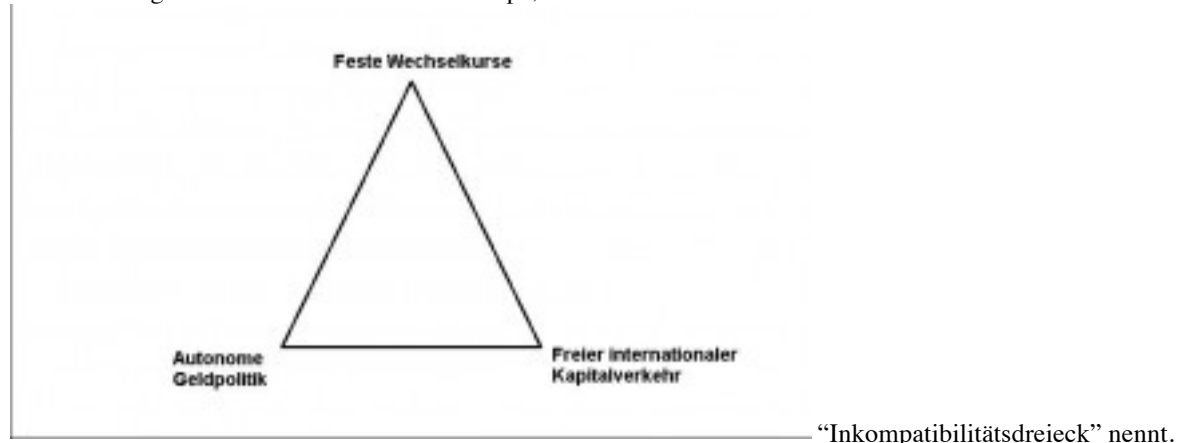 Feste Wechselkurse
Autonome
Geldpolitik
Freier internationaler
Kapitalverkehr
“Inkompatibilitätsdreieck” nennt.